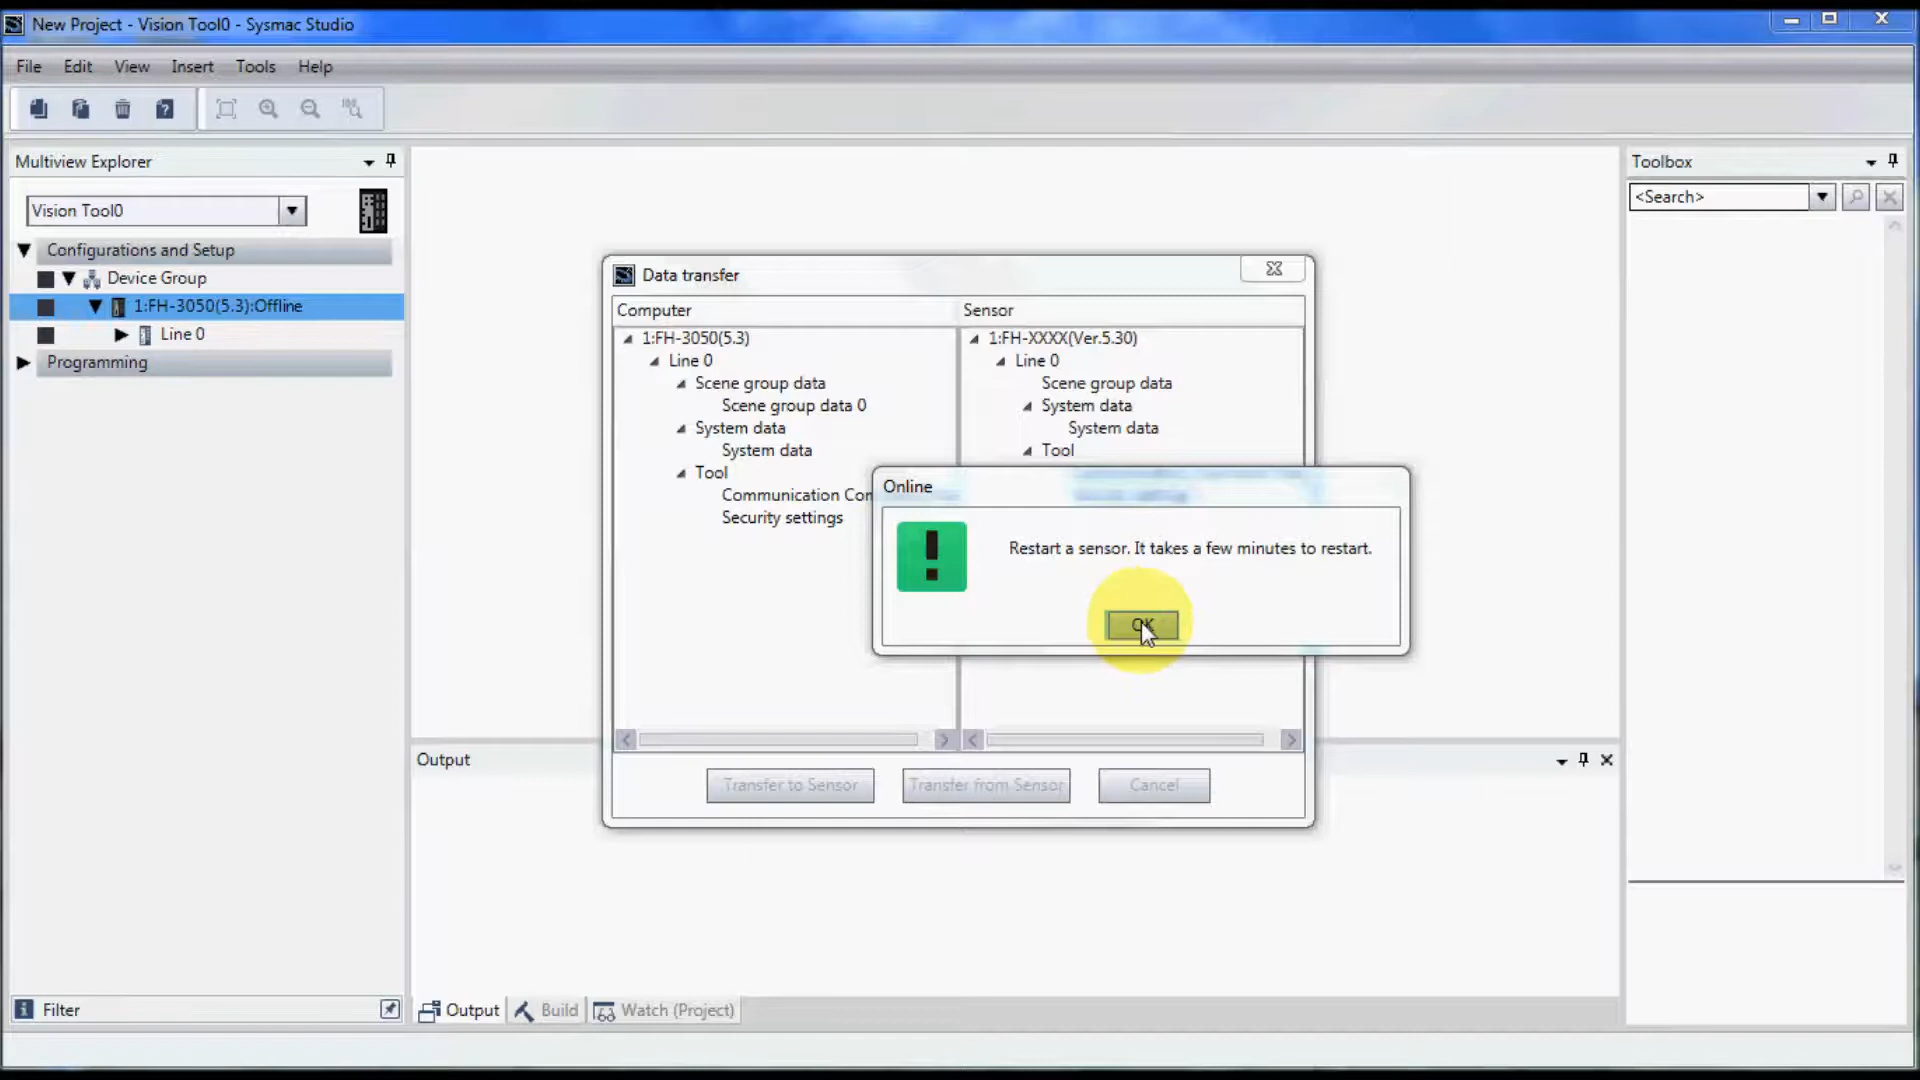 New Project - Vision Tool0 - Sysmac Studio
File Edit View Insert Tools Help
Multiview Explorer
Vision Tool0
Configurations and Setup
Device Group
1:FH-3050(5.3):Offline
Line 0
Programming
Filter
Data transfer
Computer
1:FH-3050(5.3)
Line 0
Scene group data
Scene group data 0
System data
System data
Tool
Communication Con
Security settings
Sensor
1:FH-XXXX(Ver.5.30)
Line 0
Scene group data
System data
System data
Tool
Online
Restart a sensor. It takes a few minutes to restart.
OK
Transfer to Sensor Transfer from Sensor Cancel
Output
Output Build Watch (Project)
Toolbox
<Search>